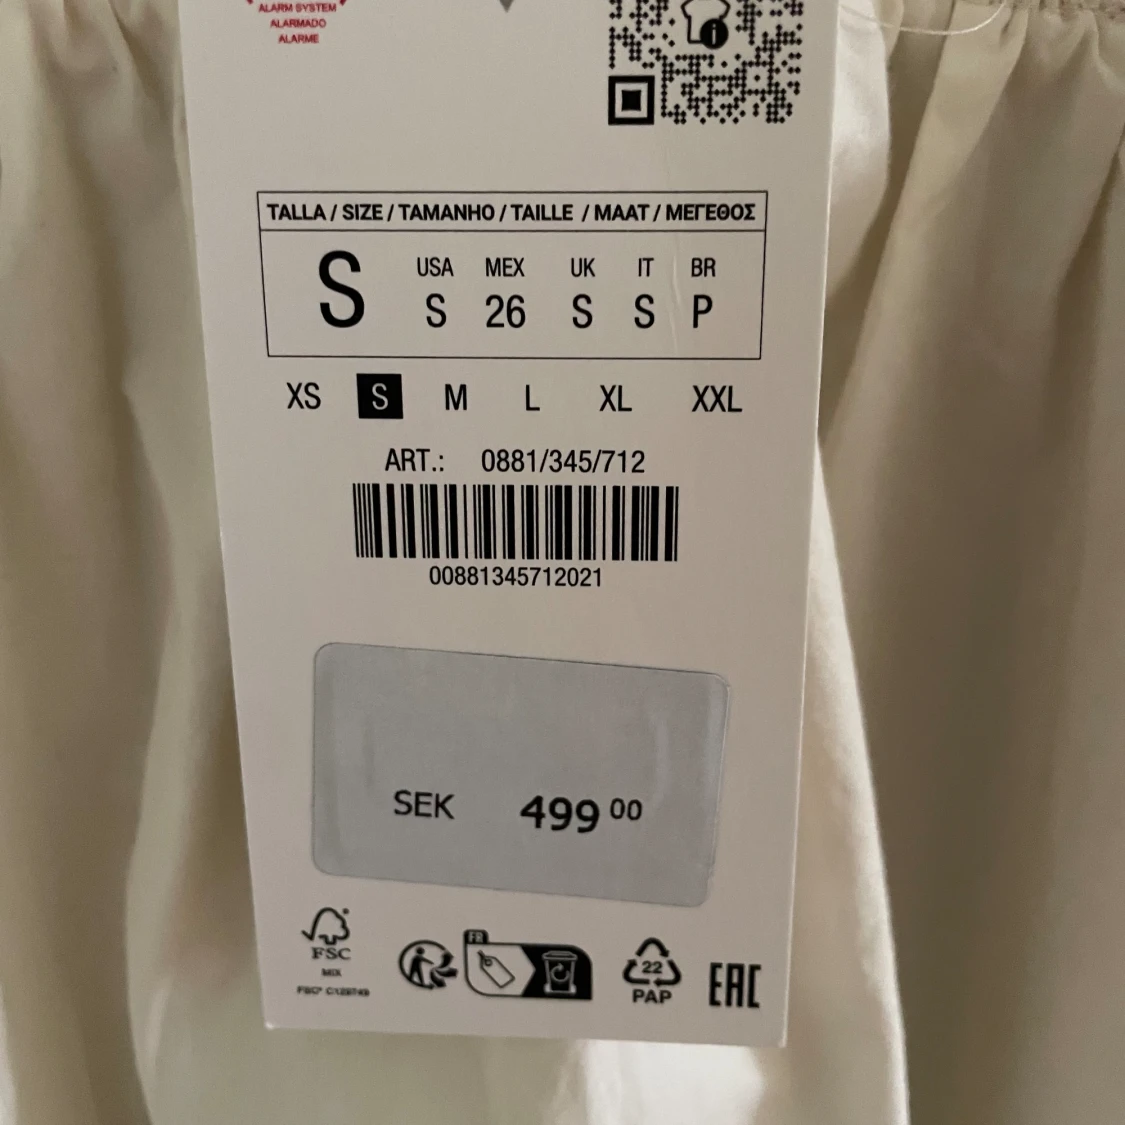 ALARM SYSTEM
ALARMADO
ALARME
TALLA / SIZE / TAMANHO / TAILLE / MAAT / ΜΕΓΕΘΟΣ
S
USA MEX UK IT BR
S 26 S S P
XS S M L XL XXL
ART.: 0881/345/712
00881345712021
SEK 499 00
FSC
MIX
FR
22
PAP
EAC